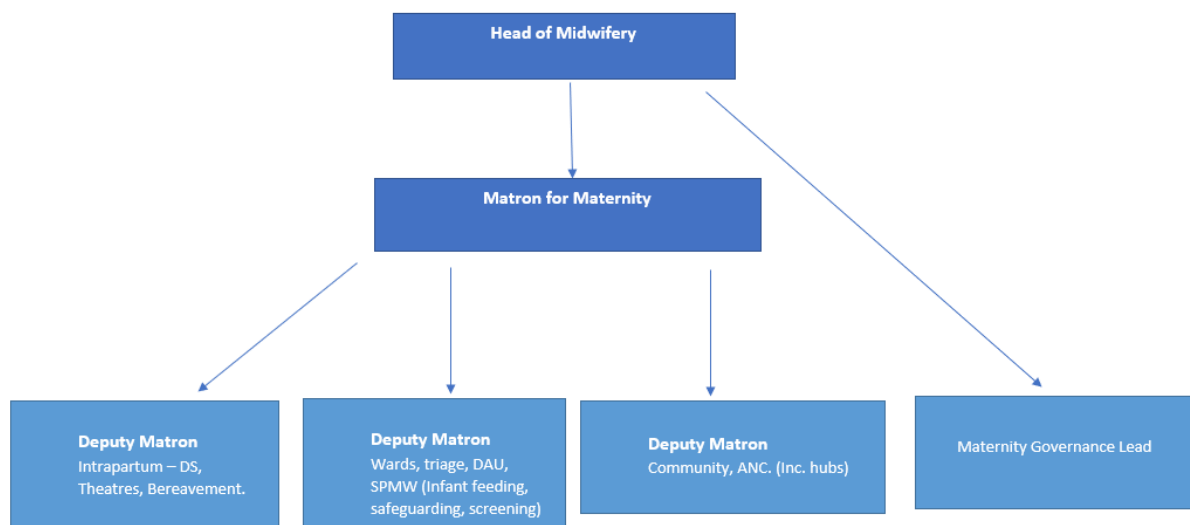 Head of Midwifery
Matron for Maternity
Deputy Matron
Intrapartum – DS,
Theatres, Bereavement.
Deputy Matron
Wards, triage, DAU,
SPMW (Infant feeding,
safeguarding, screening)
Deputy Matron
Community, ANC. (Inc. hubs)
Maternity Governance Lead